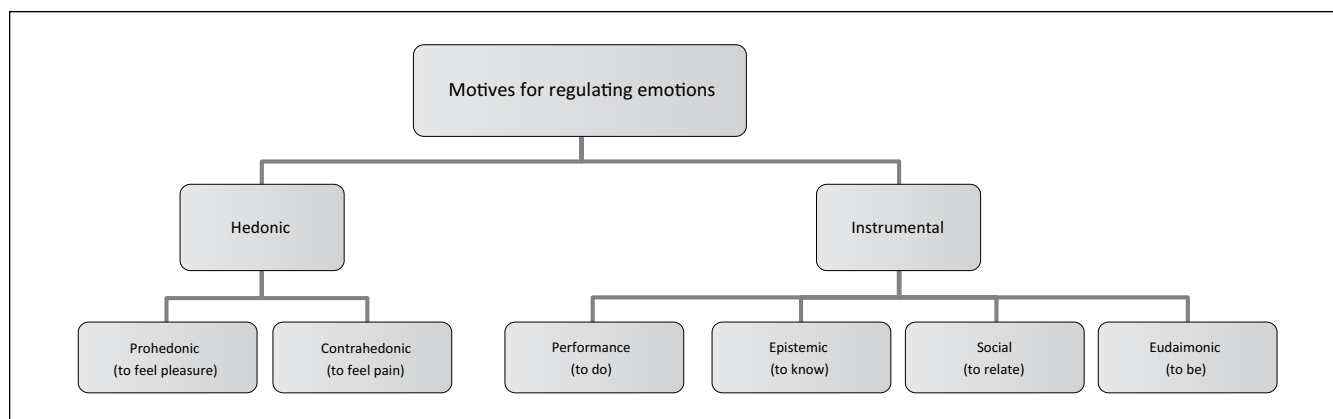 Motives for regulating emotions
Hedonic
Instrumental
Prohedonic
(to feel pleasure)
Contrahedonic
(to feel pain)
Performance
(to do)
Epistemic
(to know)
Social
(to relate)
Eudaimonic
(to be)